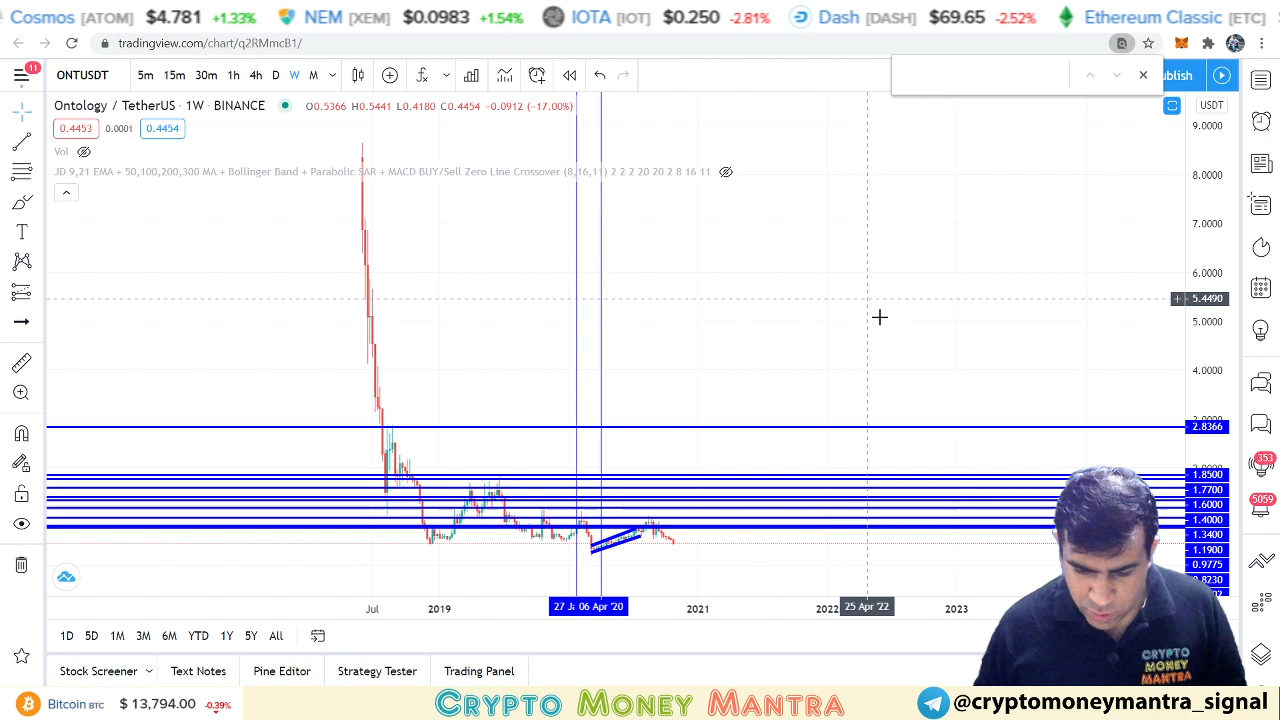 Cosmos [ATOM] $4.781 +1.33% NEM [XEM] $0.0983 +1.54% IOTA [IOT] $0.250 -2.81% Dash [DASH] $69.65 -2.52% Ethereum Classic [ETC]
tradingview.com/chart/q2RMmcB1/
11
ONTUSDT 5m 15m 30m 1h 4h D W M
blish
Ontology / TetherUS · 1W · BINANCE O0.5366 H0.5441 L0.4180 C0.4454 -0.0912 (-17.00%)
USDT
0.4453 0.0001 0.4454
9.0000
Vol
JD 9,21 EMA + 50,100,200,300 MA + Bollinger Band + Parabolic SAR + MACD BUY/Sell Zero Line Crossover (8,16,11) 2 2 2 20 20 2 8 16 11
8.0000
7.0000
6.0000
5.4490
5.0000
4.0000
2.8366
353
1.8500
1.7700
5059
1.6000
1.4000
1.3400
1.1900
0.9775
0.8230
Jul 2019 06 Apr '20 2021 2022 25 Apr '22 2023
1D 5D 1M 3M 6M YTD 1Y 5Y All
Stock Screener Text Notes Pine Editor Strategy Tester Trading Panel
CRYPTO
MONEY
MANTRA
Bitcoin BTC $ 13,794.00 -0.39% CRYPTO MONEY MANTRA @cryptomoneymantra_signal